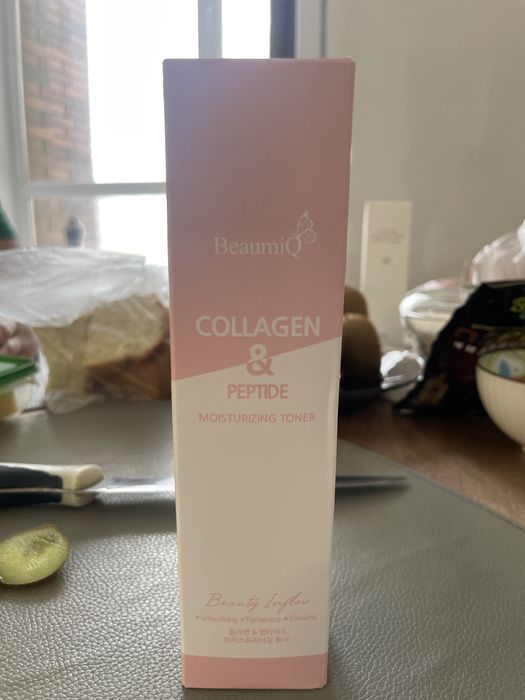 BeaumiQ
COLLAGEN
&
PEPTIDE
MOISTURIZING TONER
Beauty Inflow
•Smoothing •Tightening •Glowing
콜라겐 & 펩타이드
모이스쳐라이징 토너